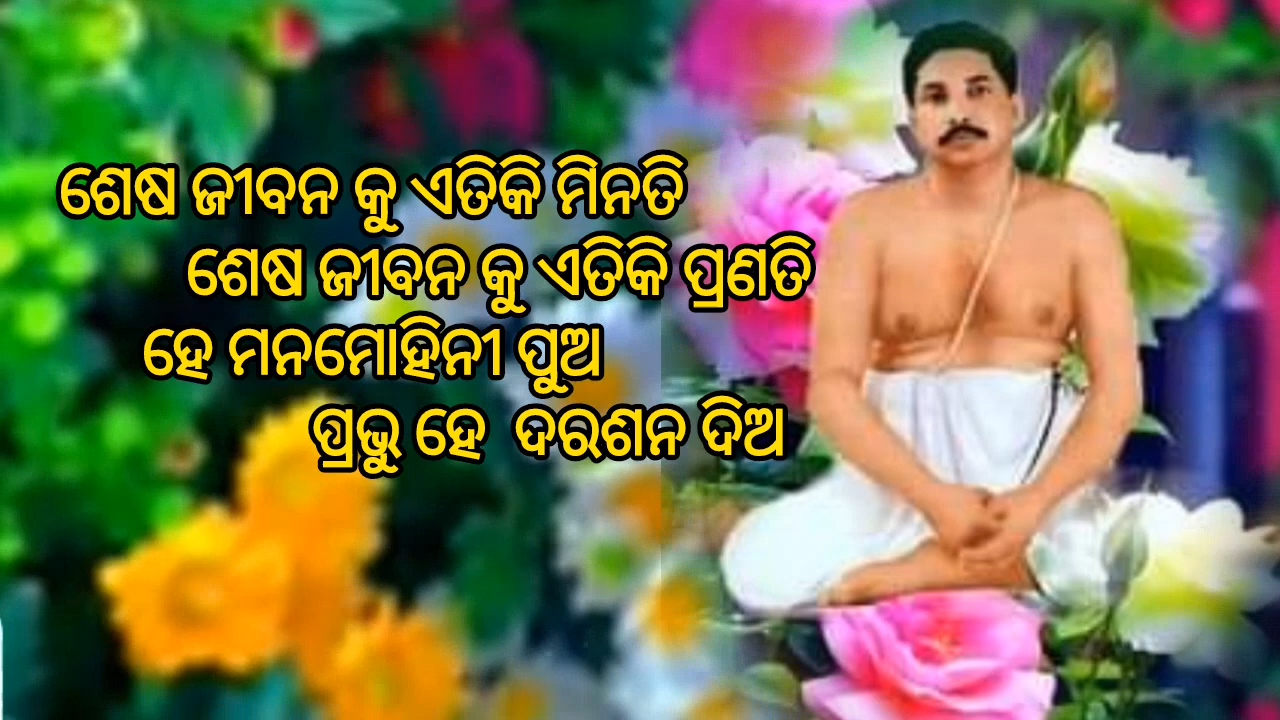 ଶେଷ ଜୀବନ କୁ ଏତିକି ମିନତି
ଶେଷ ଜୀବନ କୁ ଏତିକି ପ୍ରଣତି
ହେ ମନମୋହିନୀ ପୁଅ
ପ୍ରଭୁ ହେ ଦରଶନ ଦିଅ